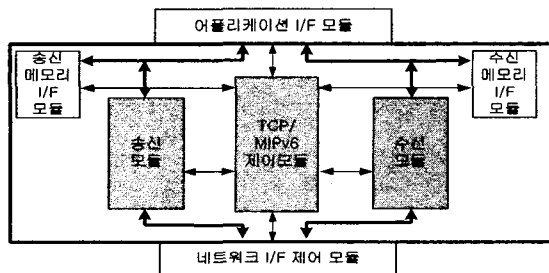 어플리케이션 I/F 모듈
송신
메모리
I/F
모듈
수신
메모리
I/F
모듈
송신
모듈
TCP/
MIPv6
제어모듈
수신
모듈
네트워크 I/F 제어 모듈